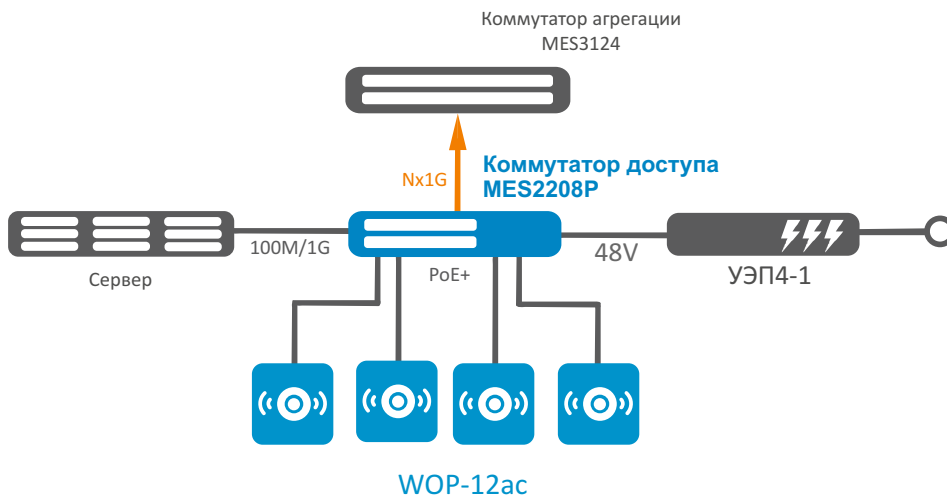 Коммутатор агрегации
MES3124
Nx1G
Коммутатор доступа
MES2208P
Сервер
100M/1G
PoE+
48V
УЭП4-1
WOP-12ac